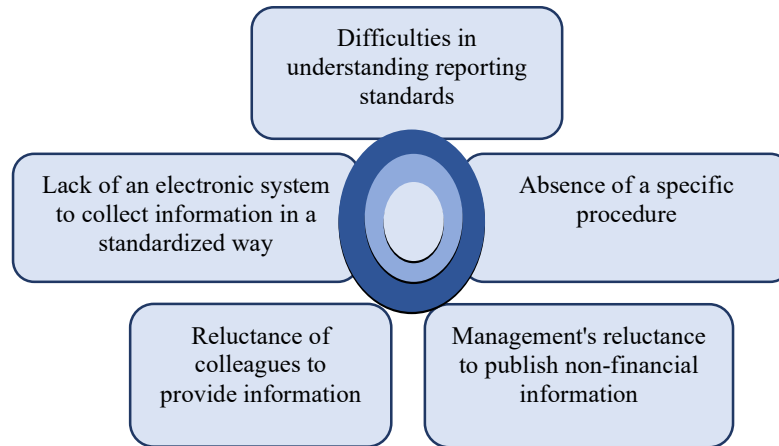 Difficulties in
understanding reporting
standards
Lack of an electronic system
to collect information in a
standardized way
Absence of a specific
procedure
Reluctance of
colleagues to
provide information
Management's reluctance
to publish non-financial
information